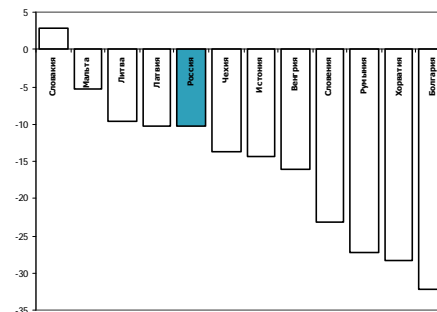 5
0
-5
-10
-15
-20
-25
-30
-35
Словакия
Мальта
Литва
Латвия
Россия
Чехия
Истония
Венгрия
Словения
Румыния
Хорватия
Болгария